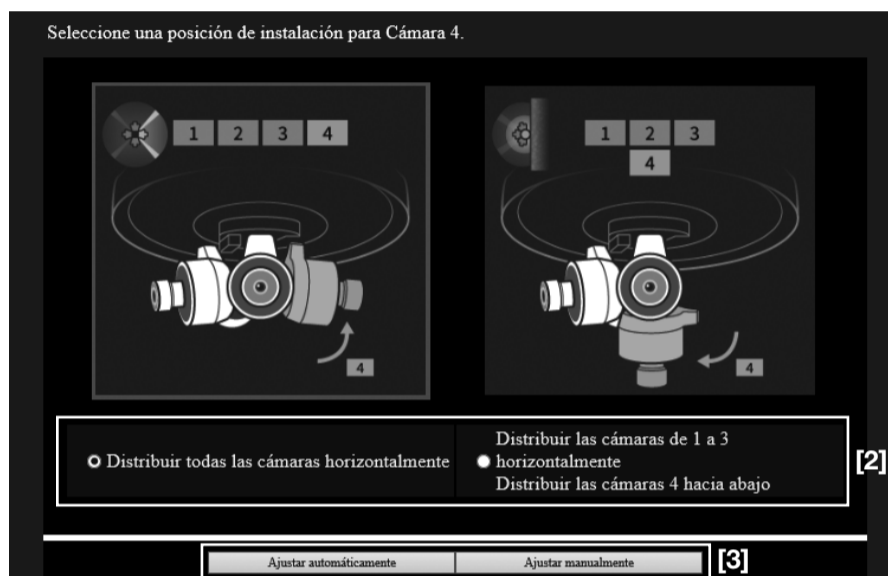 Seleccione una posición de instalación para Cámara 4.
1 2 3 4
1 2 3
4
4
4
Distribuir todas las cámaras horizontalmente
Distribuir las cámaras de 1 a 3
horizontalmente
Distribuir las cámaras 4 hacia abajo
[2]
Ajustar automáticamente
Ajustar manualmente
[3]